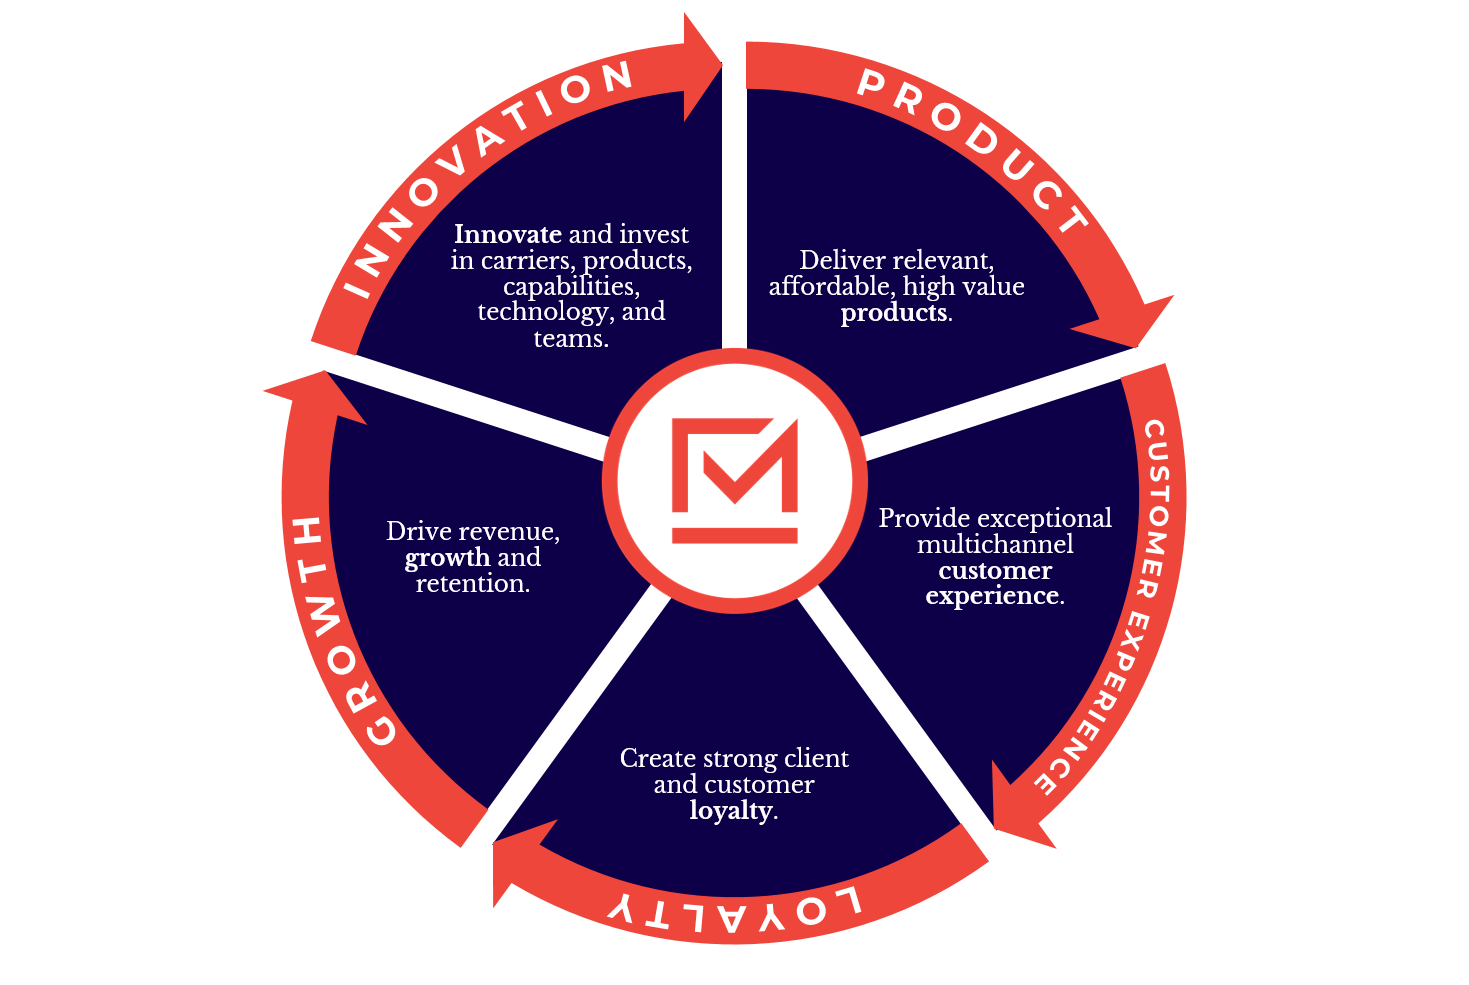 INNOVATION
Innovate and invest
in carriers, products,
capabilities,
technology, and
teams.
PRODUCT
Deliver relevant,
affordable, high value
products.
CUSTOMER EXPERIENCE
Provide exceptional
multichannel
customer
experience.
LOYALTY
Create strong client
and customer
loyalty.
GROWTH
Drive revenue,
growth and
retention.